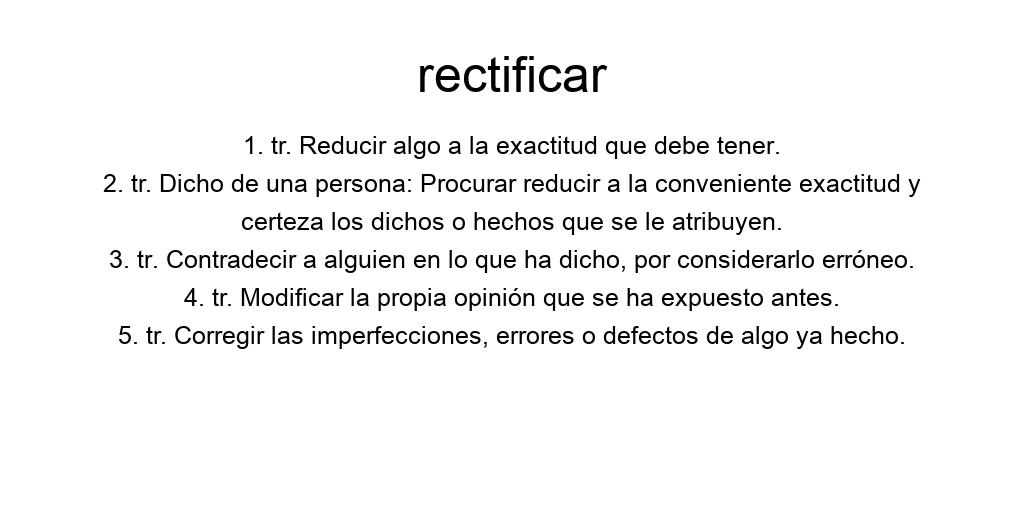 rectificar
1. tr. Reducir algo a la exactitud que debe tener.
2. tr. Dicho de una persona: Procurar reducir a la conveniente exactitud y
certeza los dichos o hechos que se le atribuyen.
3. tr. Contradecir a alguien en lo que ha dicho, por considerarlo erróneo.
4. tr. Modificar la propia opinión que se ha expuesto antes.
5. tr. Corregir las imperfecciones, errores o defectos de algo ya hecho.